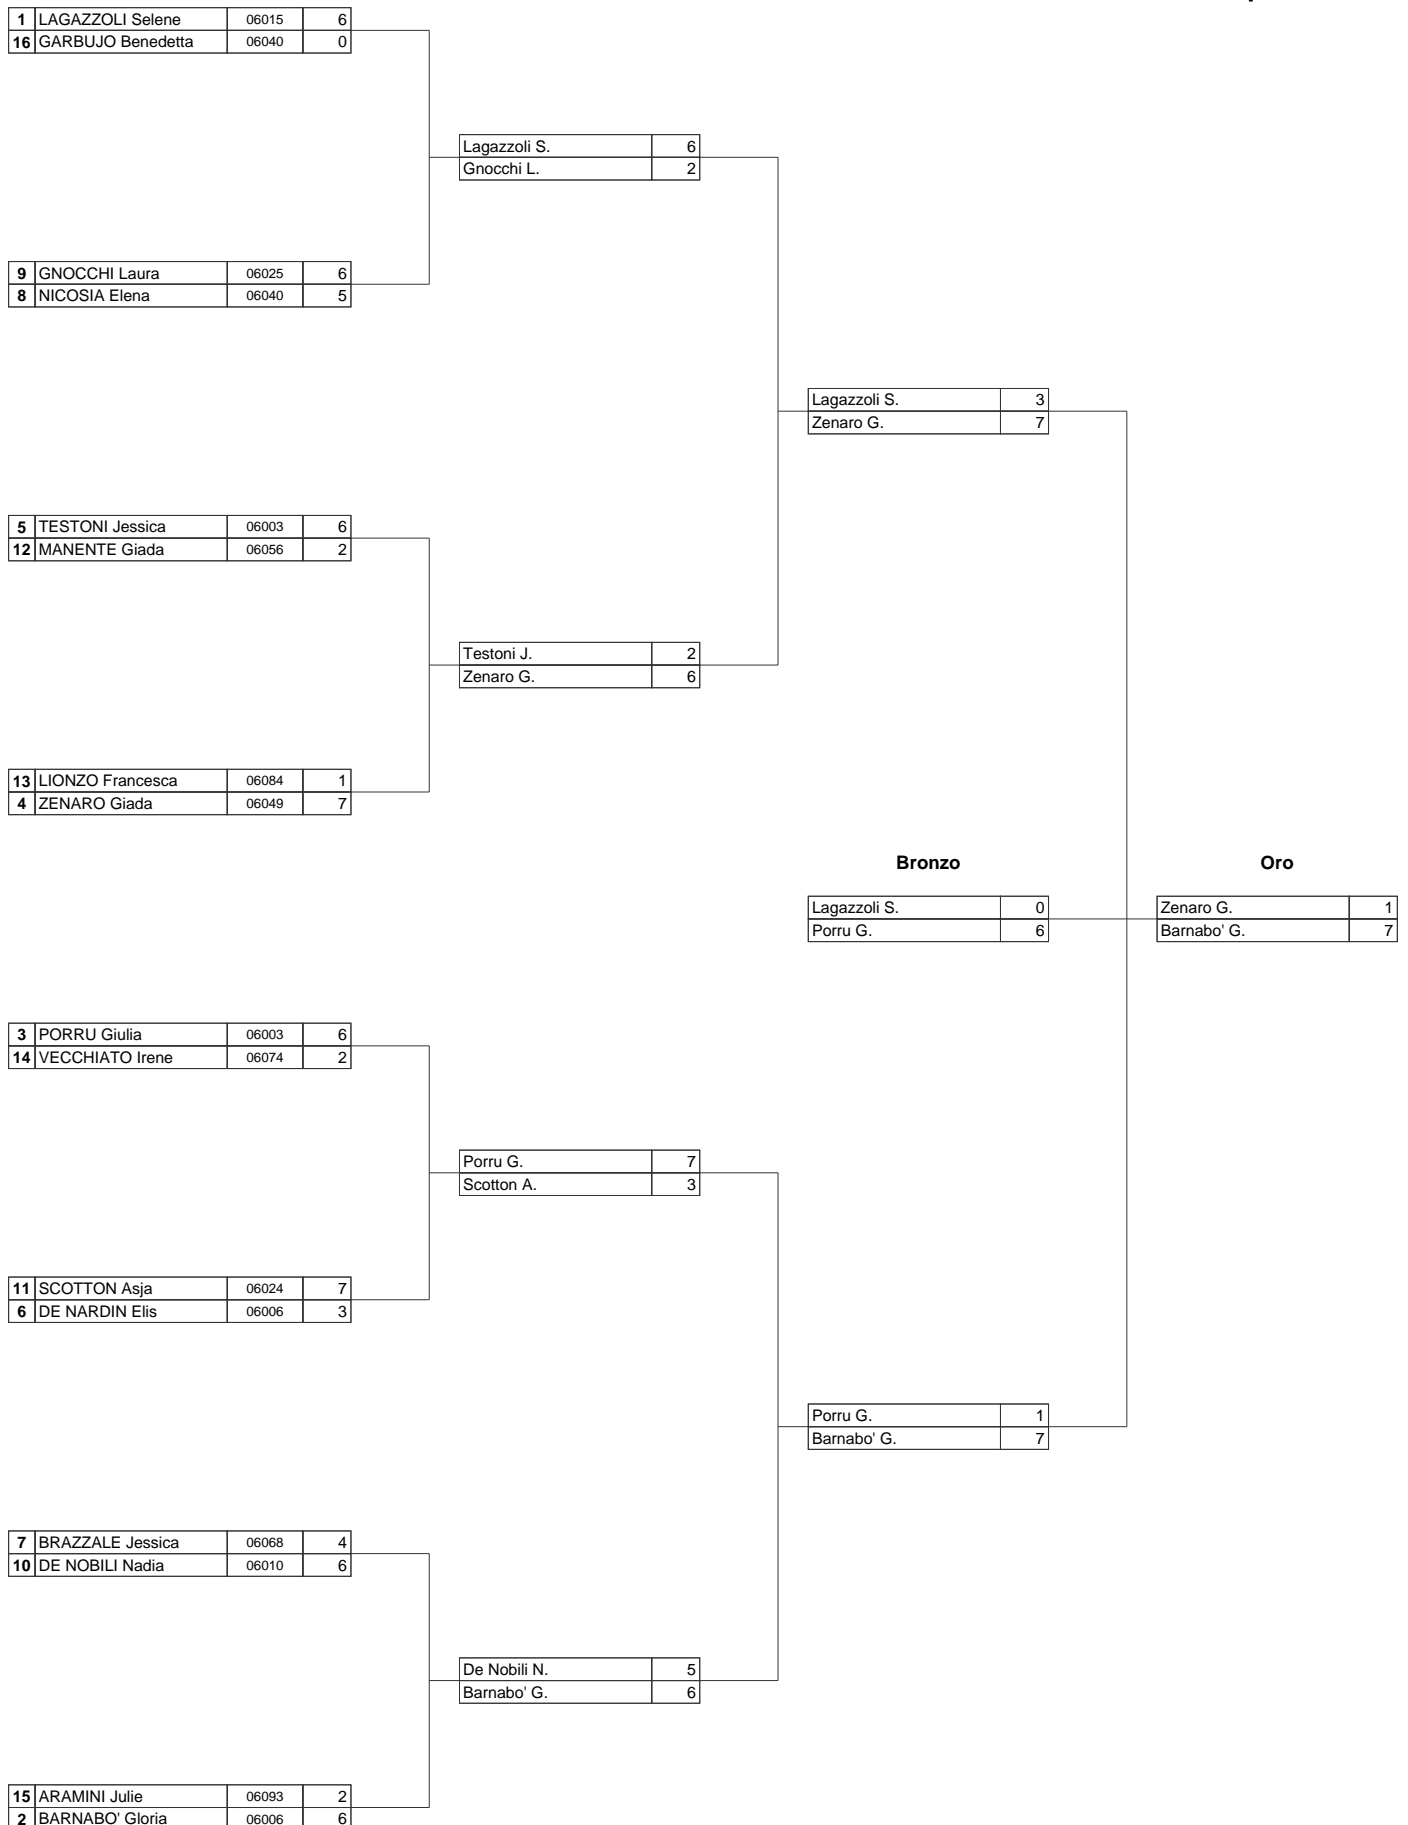 1 LAGAZZOLI Selene 06015 6
16 GARBUJO Benedetta 06040 0
Lagazzoli S. 6
Gnocchi L. 2
9 GNOCCHI Laura 06025 6
8 NICOSIA Elena 06040 5
Lagazzoli S. 3
Zenaro G. 7
5 TESTONI Jessica 06003 6
12 MANENTE Giada 06056 2
Testoni J. 2
Zenaro G. 6
13 LIONZO Francesca 06084 1
4 ZENARO Giada 06049 7
Bronzo Oro
Lagazzoli S. 0 Zenaro G. 1
Porru G. 6 Barnabo' G. 7
3 PORRU Giulia 06003 6
14 VECCHIATO Irene 06074 2
Porru G. 7
Scotton A. 3
11 SCOTTON Asja 06024 7
6 DE NARDIN Elis 06006 3
Porru G. 1
Barnabo' G. 7
7 BRAZZALE Jessica 06068 4
10 DE NOBILI Nadia 06010 6
De Nobili N. 5
Barnabo' G. 6
15 ARAMINI Julie 06093 2
2 BARNABO' Gloria 06006 6